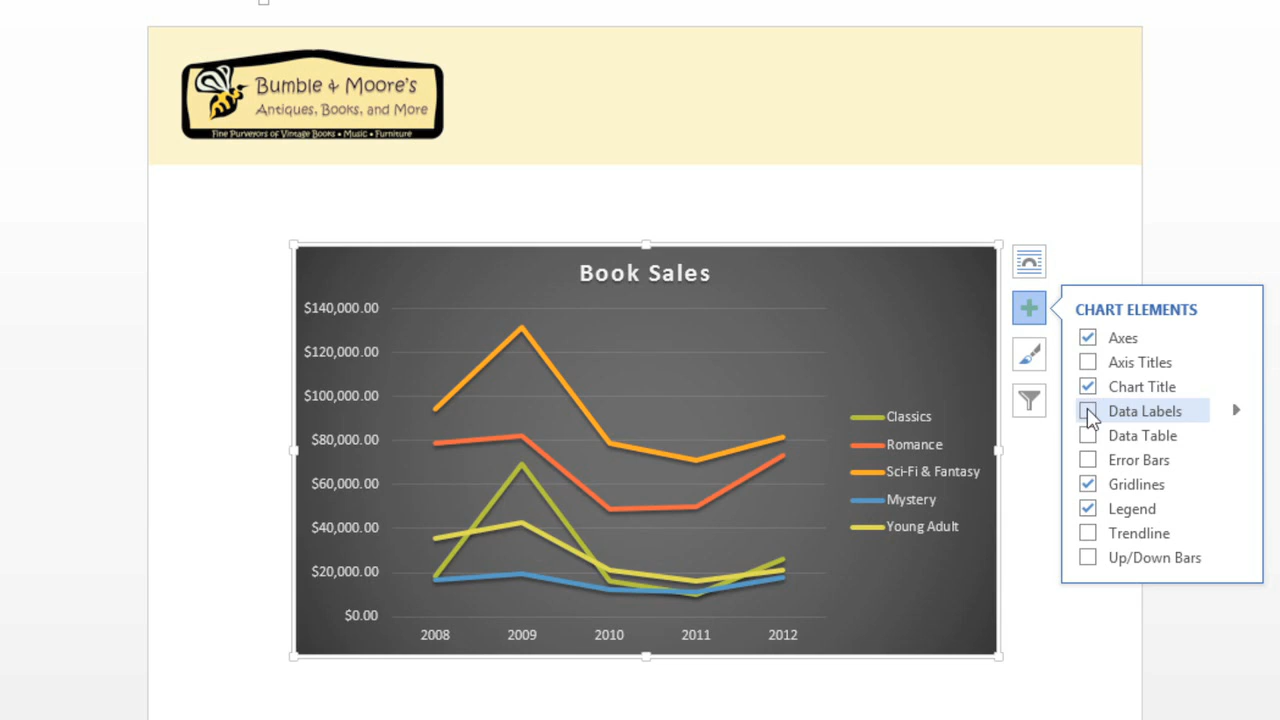 Bumble & Moore's
Antiques, Books, and More
Fine Purveyors of Vintage Books • Music • Furniture
Book Sales
$140,000.00
$120,000.00
$100,000.00
$80,000.00
$60,000.00
$40,000.00
$20,000.00
$0.00
2008 2009 2010 2011 2012
Classics
Romance
Sci-Fi & Fantasy
Mystery
Young Adult
CHART ELEMENTS
Axes
Axis Titles
Chart Title
Data Labels
Data Table
Error Bars
Gridlines
Legend
Trendline
Up/Down Bars